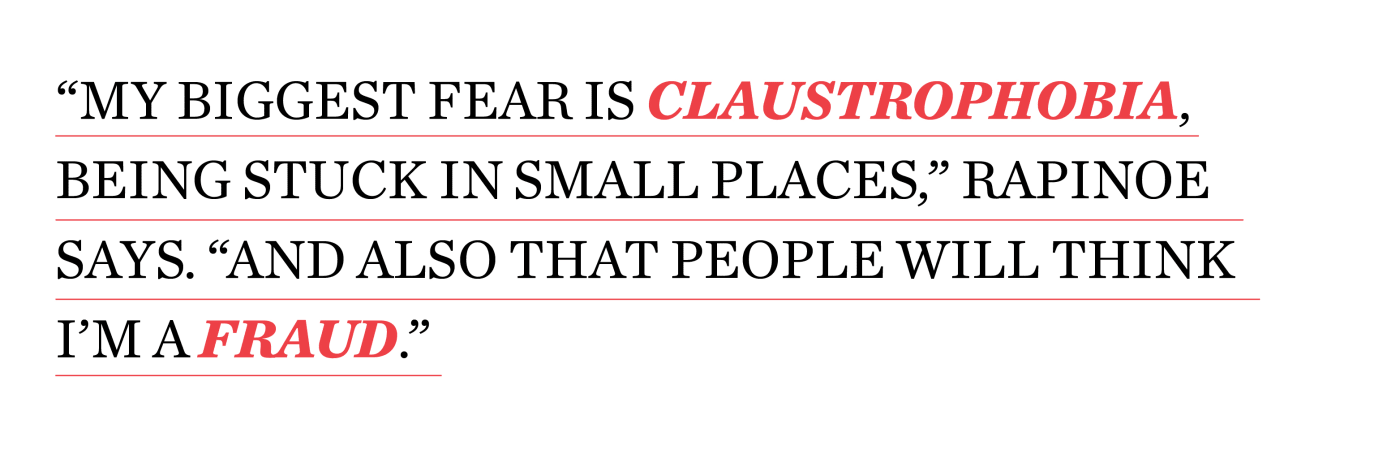 “MY BIGGEST FEAR IS CLAUSTROPHOBIA,
BEING STUCK IN SMALL PLACES,” RAPINOE
SAYS. “AND ALSO THAT PEOPLE WILL THINK
I’M A FRAUD.”